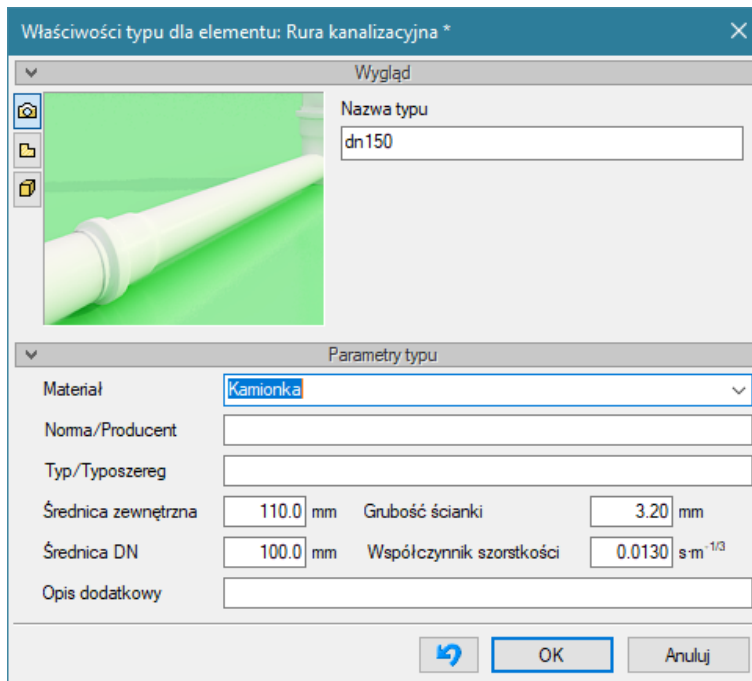 Właściwości typu dla elementu: Rura kanalizacyjna *
Wygląd
Nazwa typu
dn150
Parametry typu
Materiał Kamionka
Norma/Producent
Typ/Typoszereg
Średnica zewnętrzna 110.0 mm Grubość ścianki 3.20 mm
Średnica DN 100.0 mm Współczynnik szorstkości 0.0130 s·m⁻¹ᐟ³
Opis dodatkowy
OK Anuluj